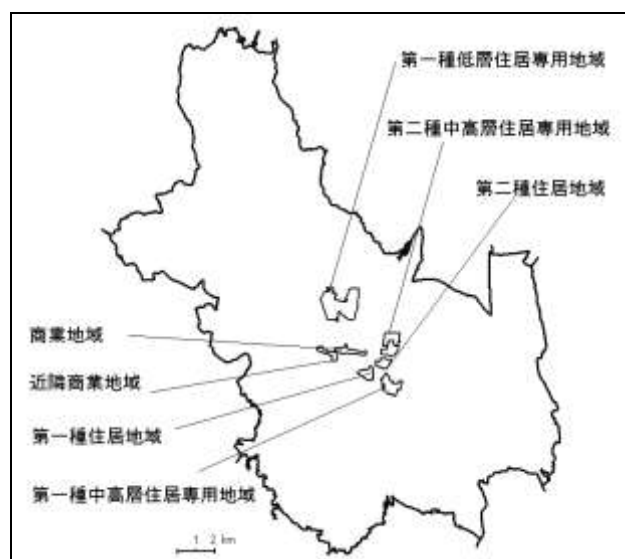 第一種低層住居専用地域
第二種中高層住居専用地域
第二種住居地域
商業地域
近隣商業地域
第一種住居地域
第一種中高層住居専用地域
1 2 km